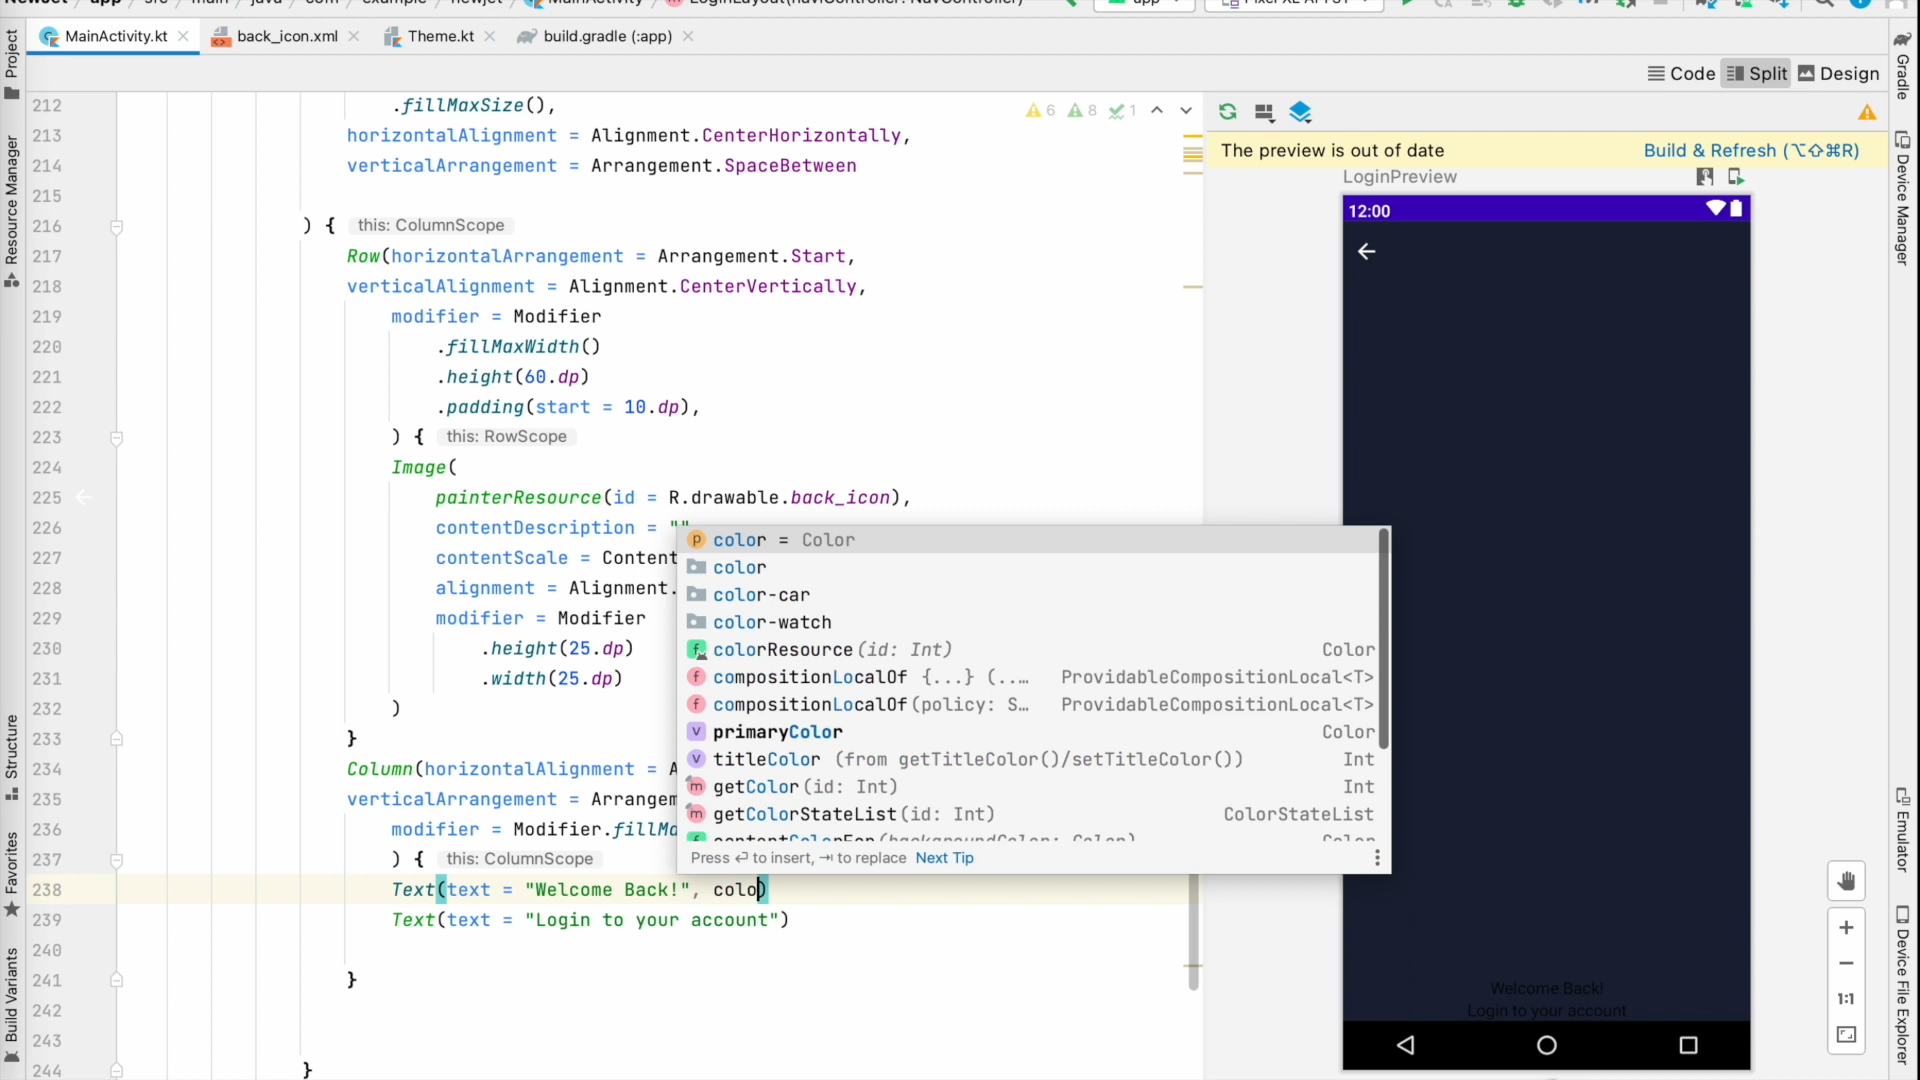 MainActivity.kt
back_icon.xml
Theme.kt
build.gradle (:app)
Code
Split
Design
Project
Resource Manager
Structure
Favorites
Build Variants
Gradle
Device Manager
Emulator
Device File Explorer
6
8
1
212 .fillMaxSize(),
213 horizontalAlignment = Alignment.CenterHorizontally,
214 verticalArrangement = Arrangement.SpaceBetween
215
216 ) { this: ColumnScope
217 Row(horizontalArrangement = Arrangement.Start,
218 verticalAlignment = Alignment.CenterVertically,
219 modifier = Modifier
220 .fillMaxWidth()
221 .height(60.dp)
222 .padding(start = 10.dp),
223 ) { this: RowScope
224 Image(
225 painterResource(id = R.drawable.back_icon),
226 contentDescription = ""
227 contentScale = Content
228 alignment = Alignment.
229 modifier = Modifier
230 .height(25.dp)
231 .width(25.dp)
232 )
233 }
234 Column(horizontalAlignment = A
235 verticalArrangement = Arrangem
236 modifier = Modifier.fillMa
237 ) { this: ColumnScope
238 Text(text = "Welcome Back!", colo)
239 Text(text = "Login to your account")
240
241 }
242
243
244 }
color = Color
color
color-car
color-watch
colorResource(id: Int) Color
compositionLocalOf {...} (..… ProvidableCompositionLocal<T>
compositionLocalOf(policy: S… ProvidableCompositionLocal<T>
primaryColor Color
titleColor (from getTitleColor()/setTitleColor()) Int
getColor(id: Int) Int
getColorStateList(id: Int) ColorStateList
Press ⏎ to insert, ⇥ to replace Next Tip
The preview is out of date
Build & Refresh (⌥⇧⌘R)
LoginPreview
12:00
Welcome Back!
Login to your account
1:1